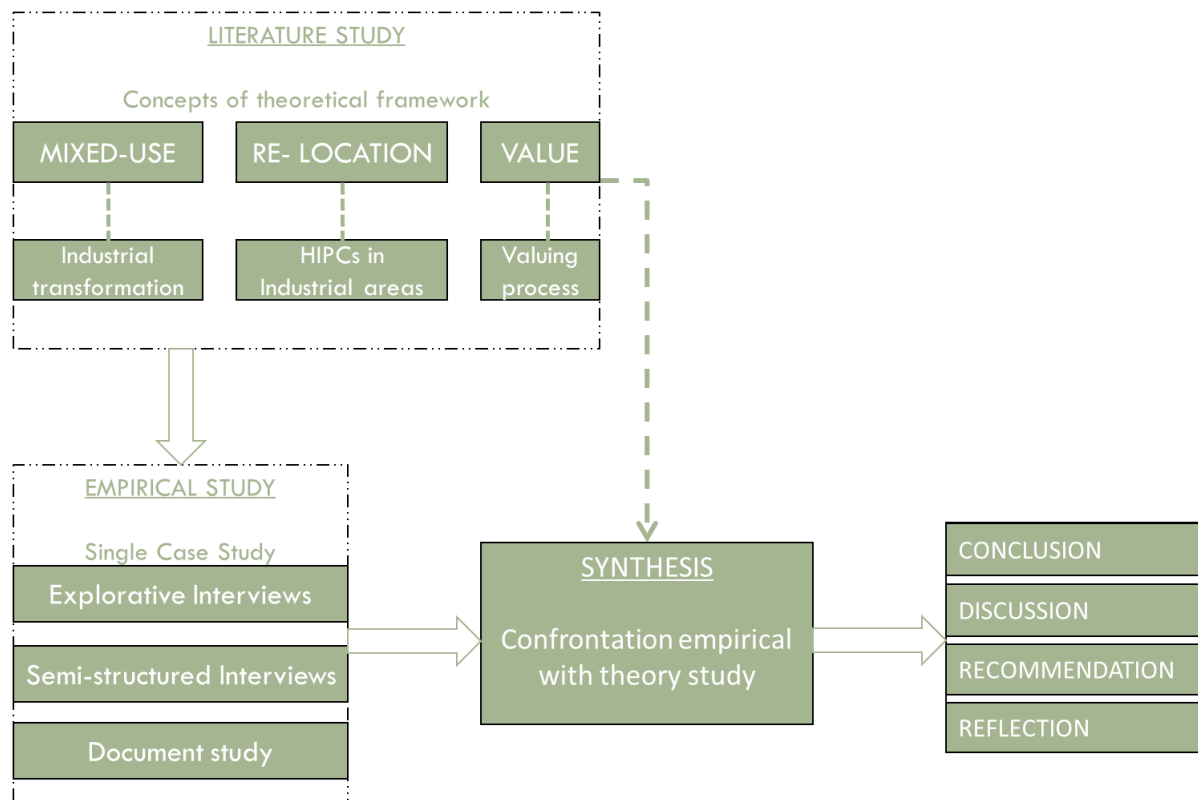 LITERATURE STUDY
Concepts of theoretical framework
MIXED-USE
RE- LOCATION
VALUE
Industrial
transformation
HIPCs in
Industrial areas
Valuing
process
EMPIRICAL STUDY
Single Case Study
Explorative Interviews
Semi-structured Interviews
Document study
SYNTHESIS
Confrontation empirical
with theory study
CONCLUSION
DISCUSSION
RECOMMENDATION
REFLECTION